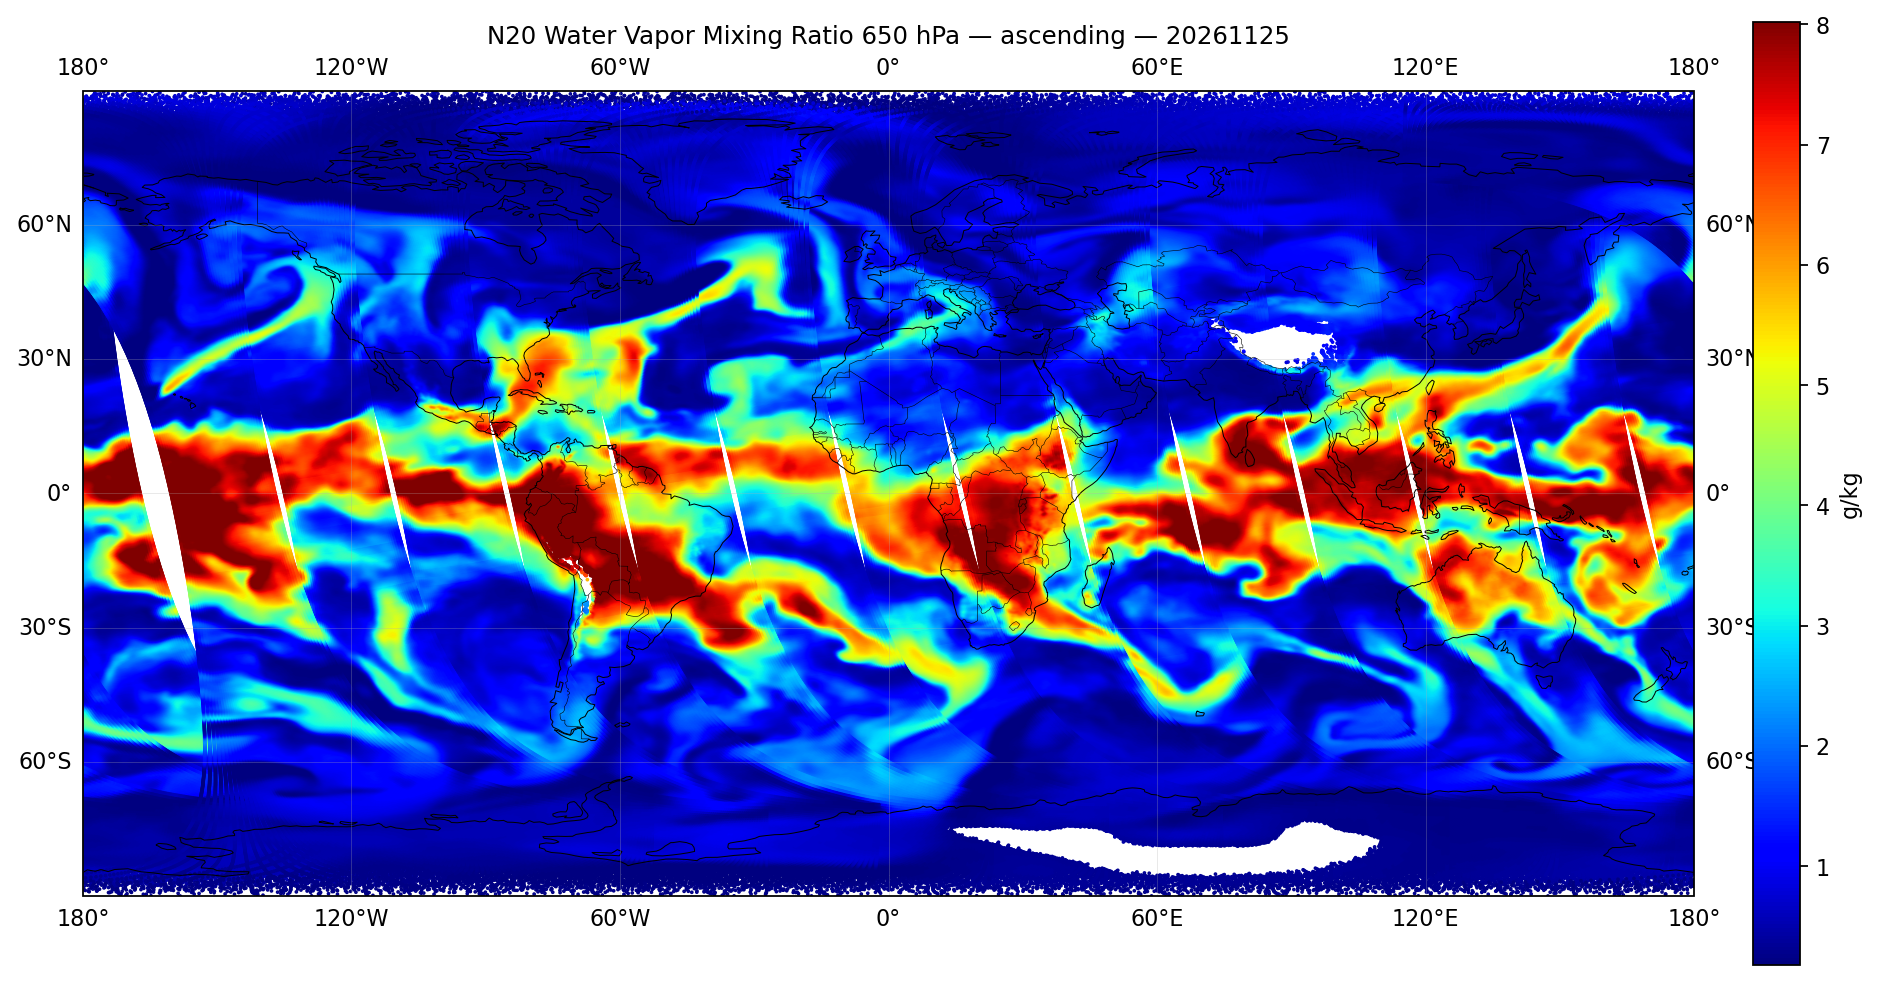 N20 Water Vapor Mixing Ratio 650 hPa — ascending — 20261125
180° 120°W 60°W 0° 60°E 120°E 180°
8
7
6
5
4
3
2
1
g/kg
60°N 60°N
30°N 30°N
0° 0°
30°S 30°S
60°S 60°S
180° 120°W 60°W 0° 60°E 120°E 180°